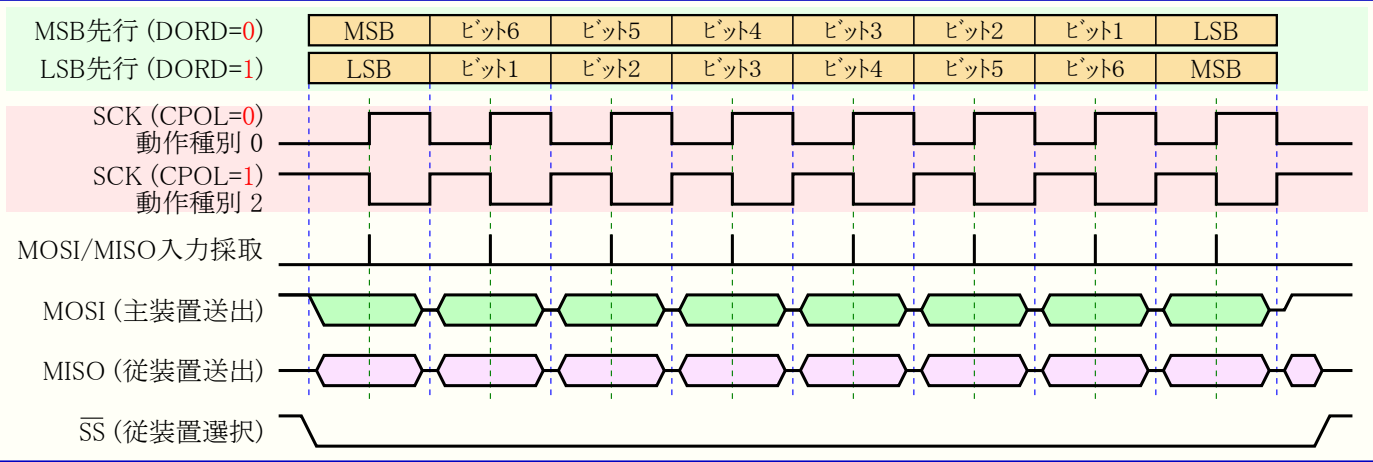 MSB先行 (DORD=0) MSB ビット6 ビット5 ビット4 ビット3 ビット2 ビット1 LSB
LSB先行 (DORD=1) LSB ビット1 ビット2 ビット3 ビット4 ビット5 ビット6 MSB
SCK (CPOL=0)
動作種別 0
SCK (CPOL=1)
動作種別 2
MOSI/MISO入力採取
MOSI (主装置送出)
MISO (従装置送出)
S̅S̅ (従装置選択)